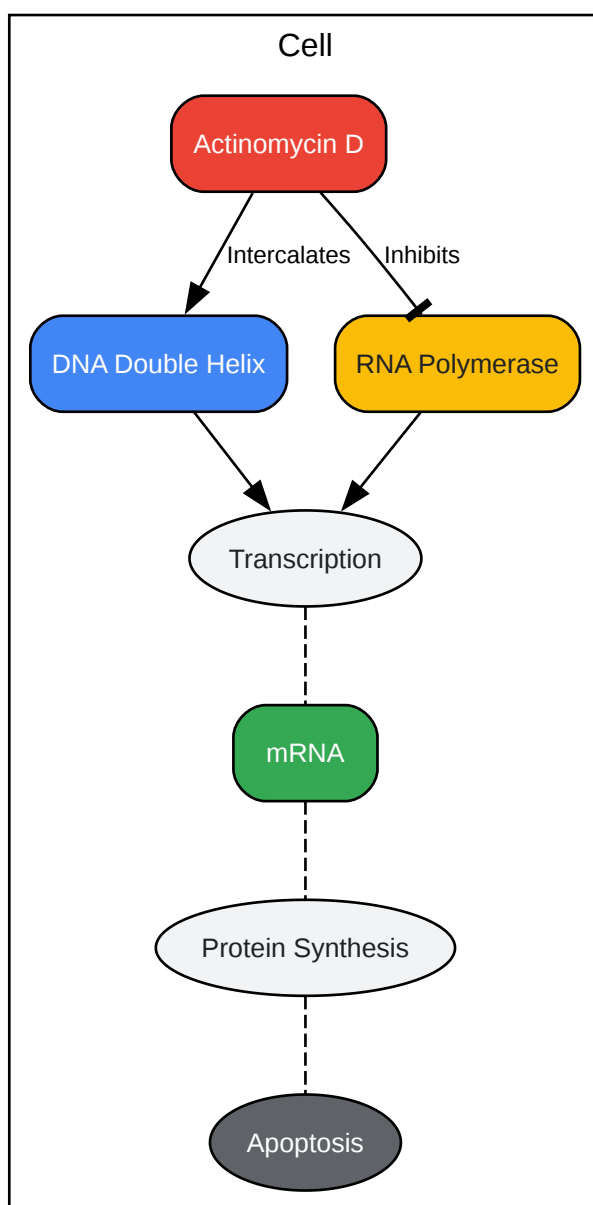 Cell
Actinomycin D
Intercalates
Inhibits
DNA Double Helix
RNA Polymerase
Transcription
mRNA
Protein Synthesis
Apoptosis